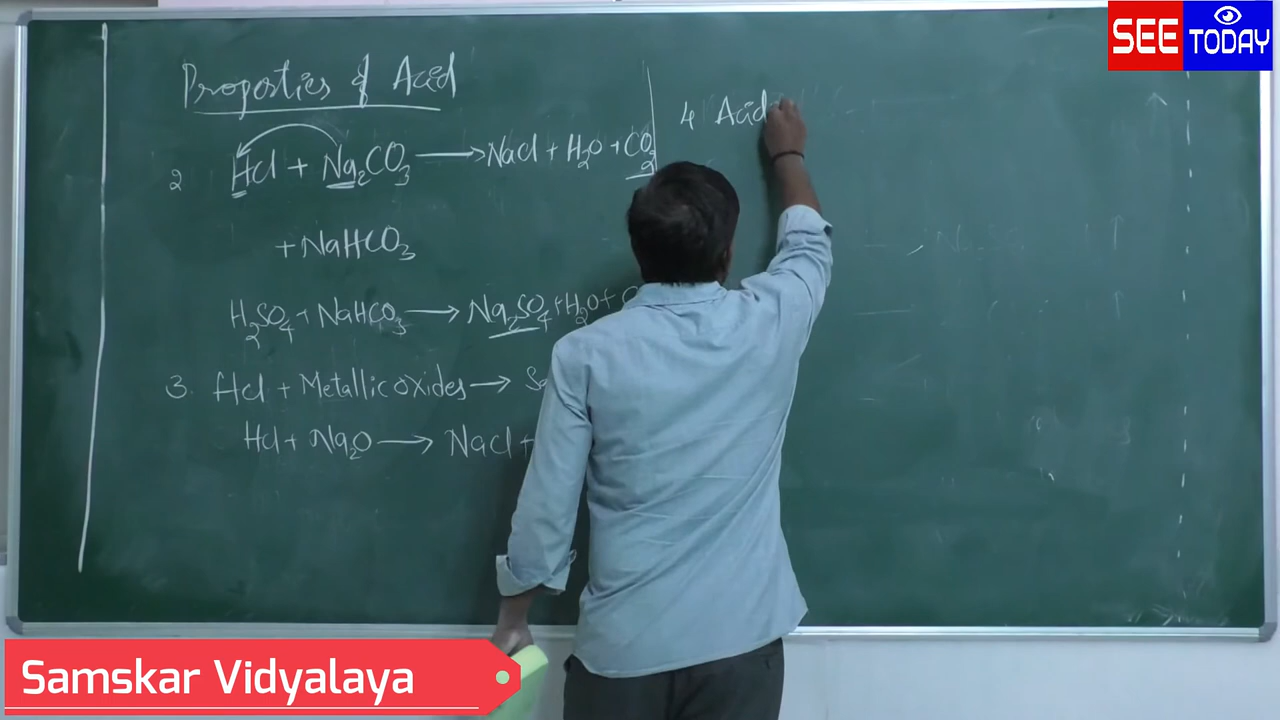 SEE TODAY
Properties of Acid
2 Hcl + Na₂CO₃ → Nacl + H₂O + CO₂
+ NaHCO₃
H₂SO₄ + NaHCO₃ → Na₂SO₄ + H₂O +
3. Hcl + Metallic oxides →
Hcl + Na₂O → Nacl +
4 Acid
Samskar Vidyalaya